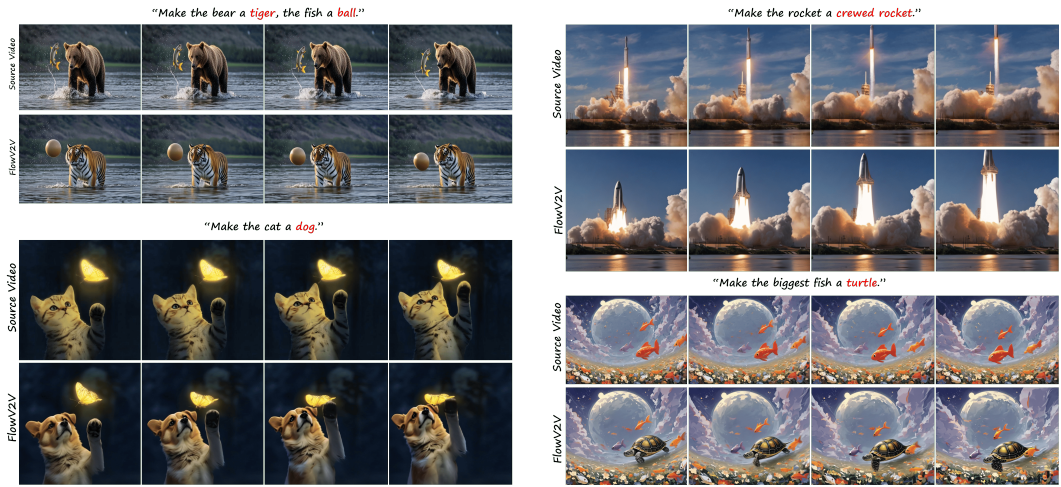 “Make the bear a tiger, the fish a ball.”
Source Video
FlowV2V
“Make the cat a dog.”
Source Video
FlowV2V
“Make the rocket a crewed rocket.”
Source Video
FlowV2V
“Make the biggest fish a turtle.”
Source Video
FlowV2V